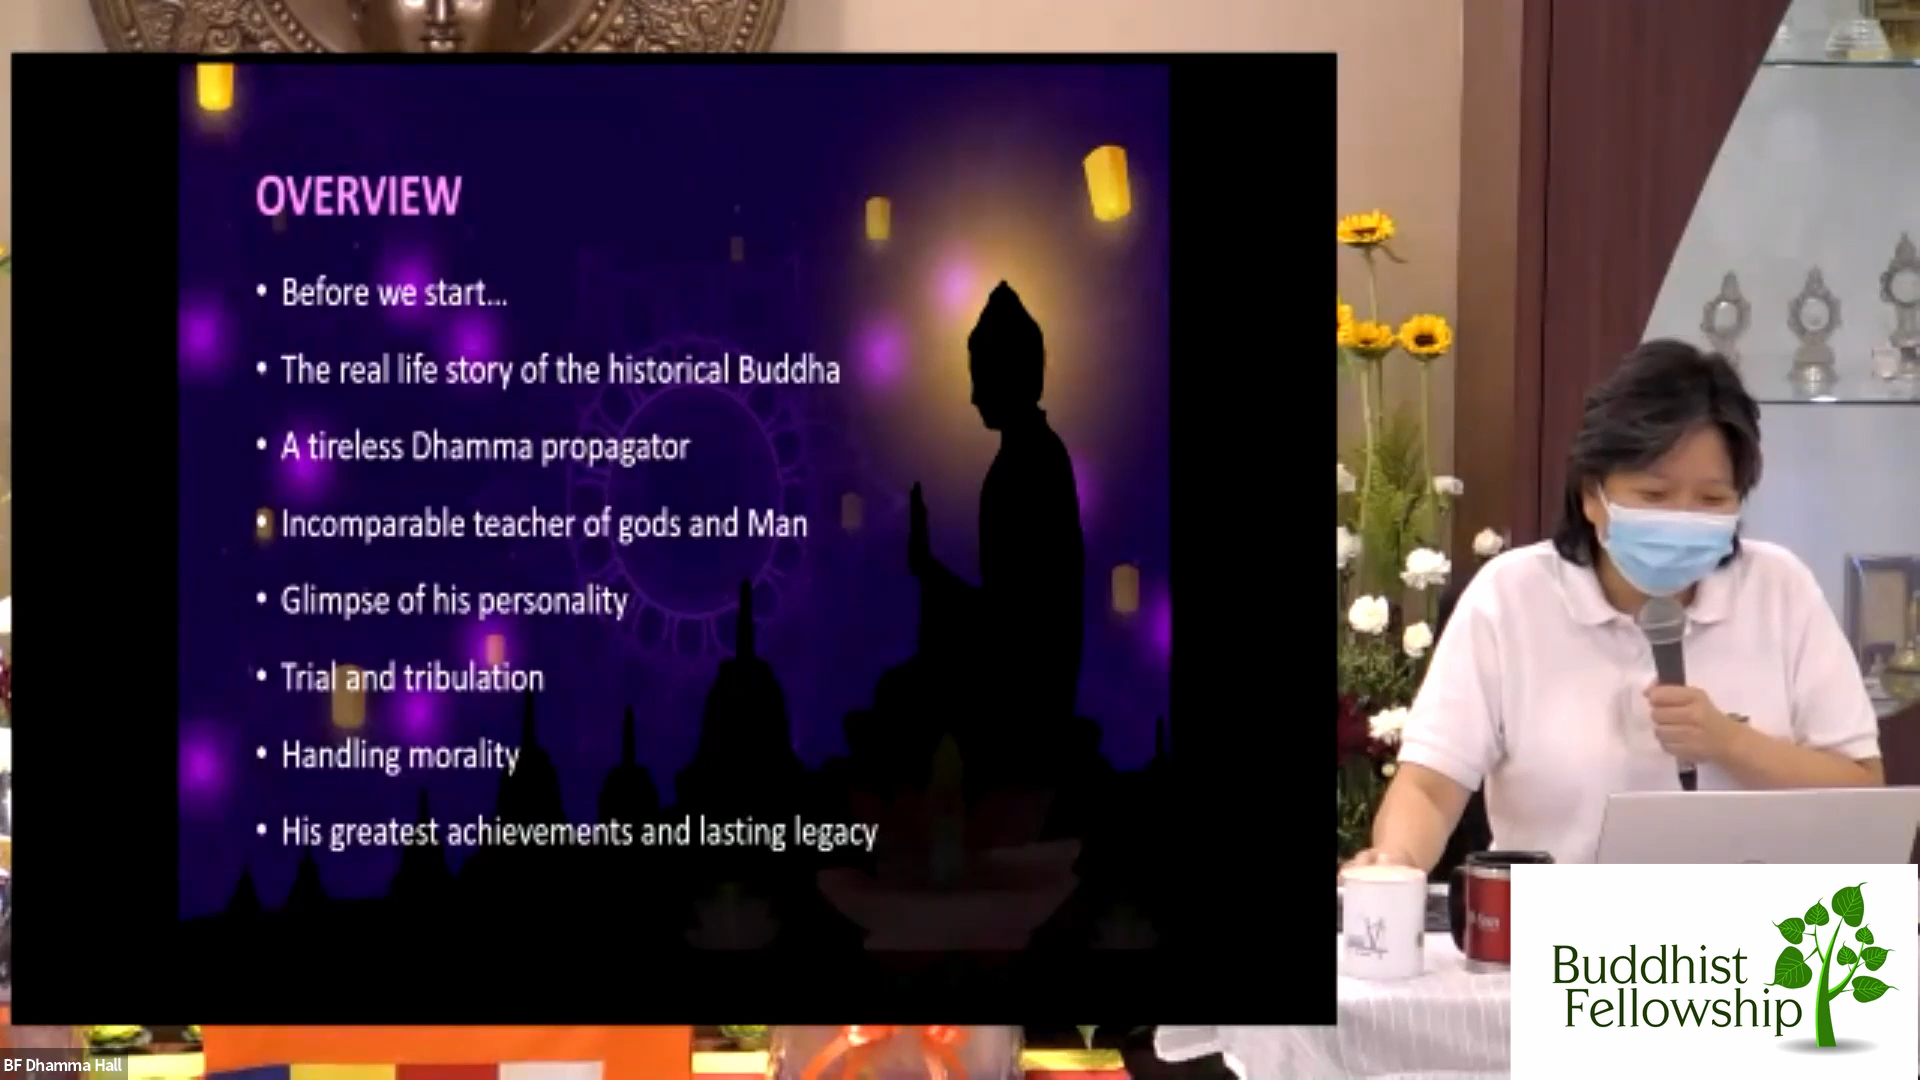 OVERVIEW
• Before we start...
• The real life story of the historical Buddha
• A tireless Dhamma propagator
• Incomparable teacher of gods and Man
• Glimpse of his personality
• Trial and tribulation
• Handling morality
• His greatest achievements and lasting legacy
Buddhist
Fellowship
BF Dhamma Hall